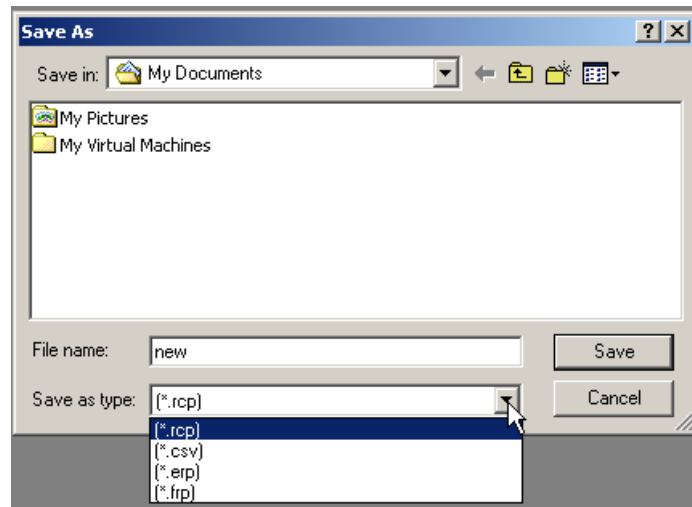 Save As
Save in: My Documents
My Pictures
My Virtual Machines
File name: new Save
Save as type: (*.rcp) Cancel
(*.rcp)
(*.csv)
(*.erp)
(*.frp)